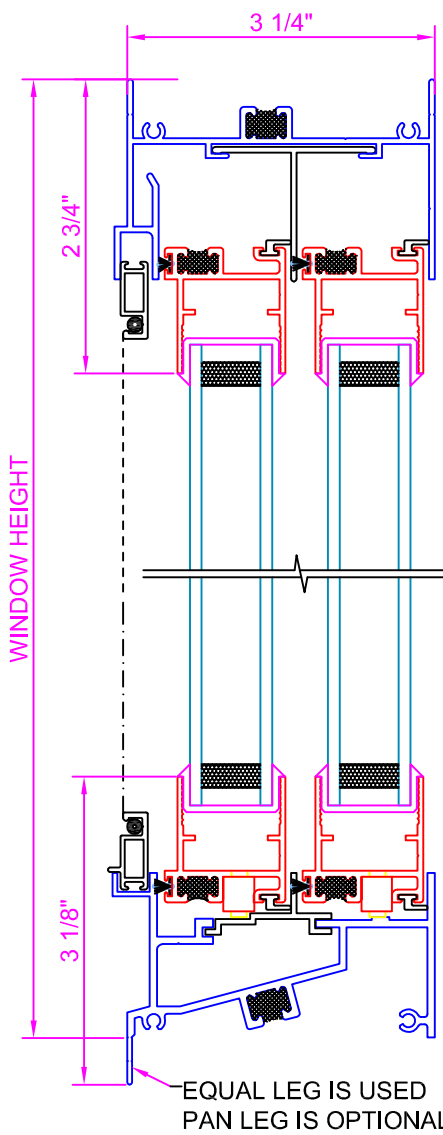 3 1/4"
2 3/4"
WINDOW HEIGHT
3 1/8"
EQUAL LEG IS USED
PAN LEG IS OPTIONAL